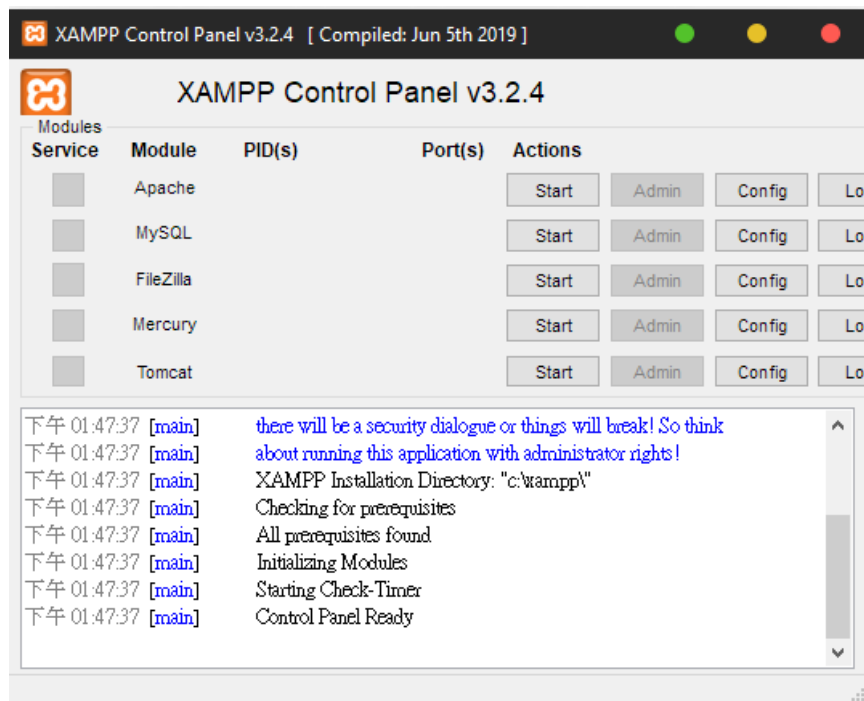 XAMPP Control Panel v3.2.4 [ Compiled: Jun 5th 2019 ]
XAMPP Control Panel v3.2.4
Modules
Service Module PID(s) Port(s) Actions
Apache Start Admin Config Lo
MySQL Start Admin Config Lo
FileZilla Start Admin Config Lo
Mercury Start Admin Config Lo
Tomcat Start Admin Config Lo
下午 01:47:37 [main] there will be a security dialogue or things will break! So think
下午 01:47:37 [main] about running this application with administrator rights!
下午 01:47:37 [main] XAMPP Installation Directory: "c:\xampp\"
下午 01:47:37 [main] Checking for prerequisites
下午 01:47:37 [main] All prerequisites found
下午 01:47:37 [main] Initializing Modules
下午 01:47:37 [main] Starting Check-Timer
下午 01:47:37 [main] Control Panel Ready